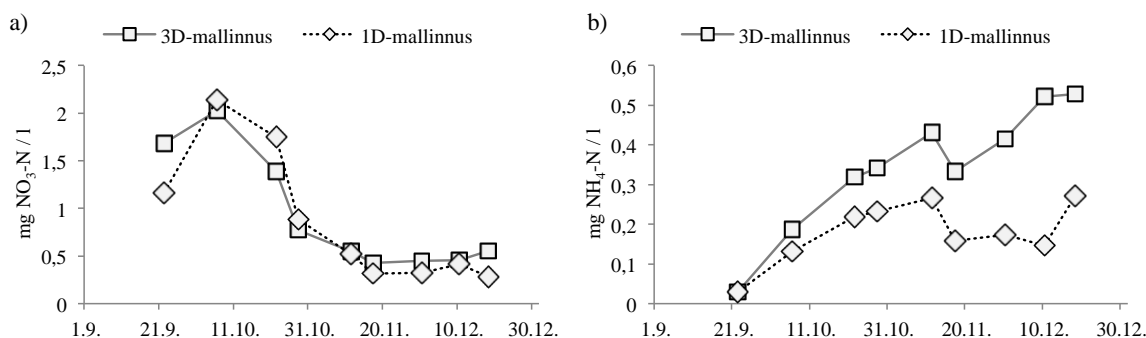 a)
3D-mallinnus 1D-mallinnus
mg NO₃-N / l
2,5
2
1,5
1
0,5
0
1.9. 21.9. 11.10. 31.10. 20.11. 10.12. 30.12.
b)
3D-mallinnus 1D-mallinnus
mg NH₄-N / l
0,6
0,5
0,4
0,3
0,2
0,1
0
1.9. 21.9. 11.10. 31.10. 20.11. 10.12. 30.12.